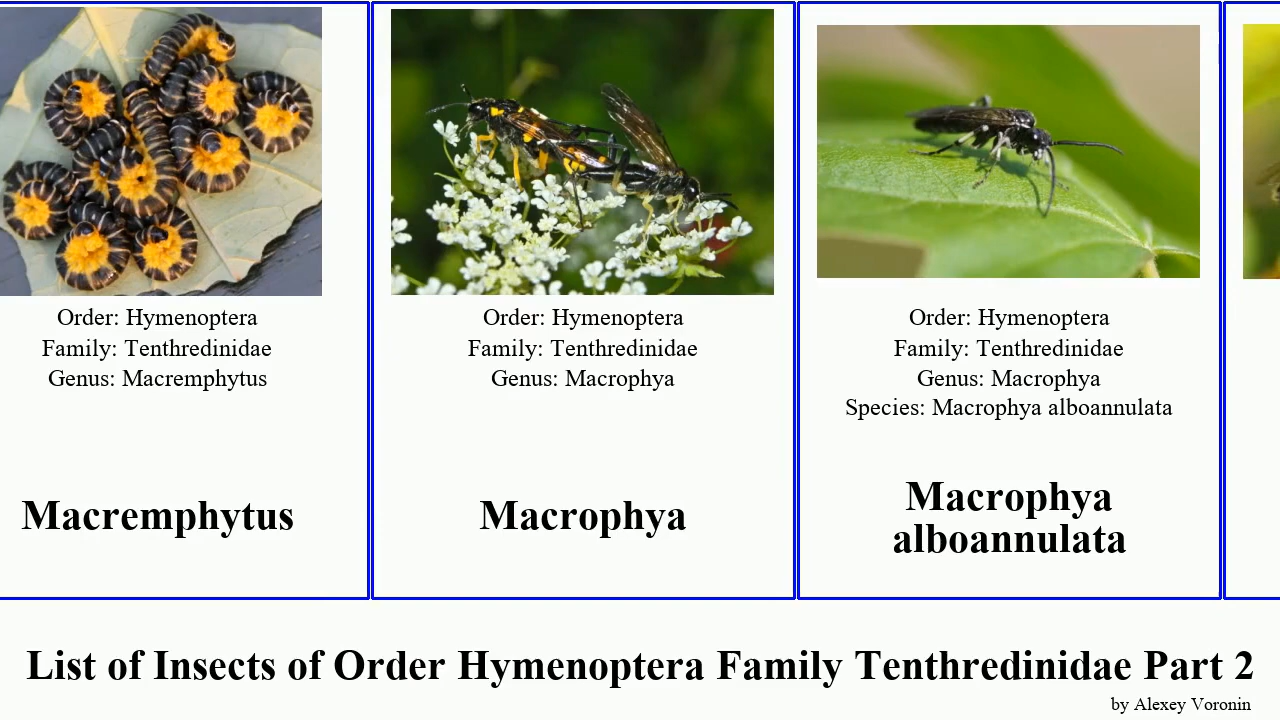 Order: Hymenoptera
Family: Tenthredinidae
Genus: Macremphytus
Macremphytus
Order: Hymenoptera
Family: Tenthredinidae
Genus: Macrophya
Macrophya
Order: Hymenoptera
Family: Tenthredinidae
Genus: Macrophya
Species: Macrophya alboannulata
Macrophya
alboannulata
List of Insects of Order Hymenoptera Family Tenthredinidae Part 2
by Alexey Voronin